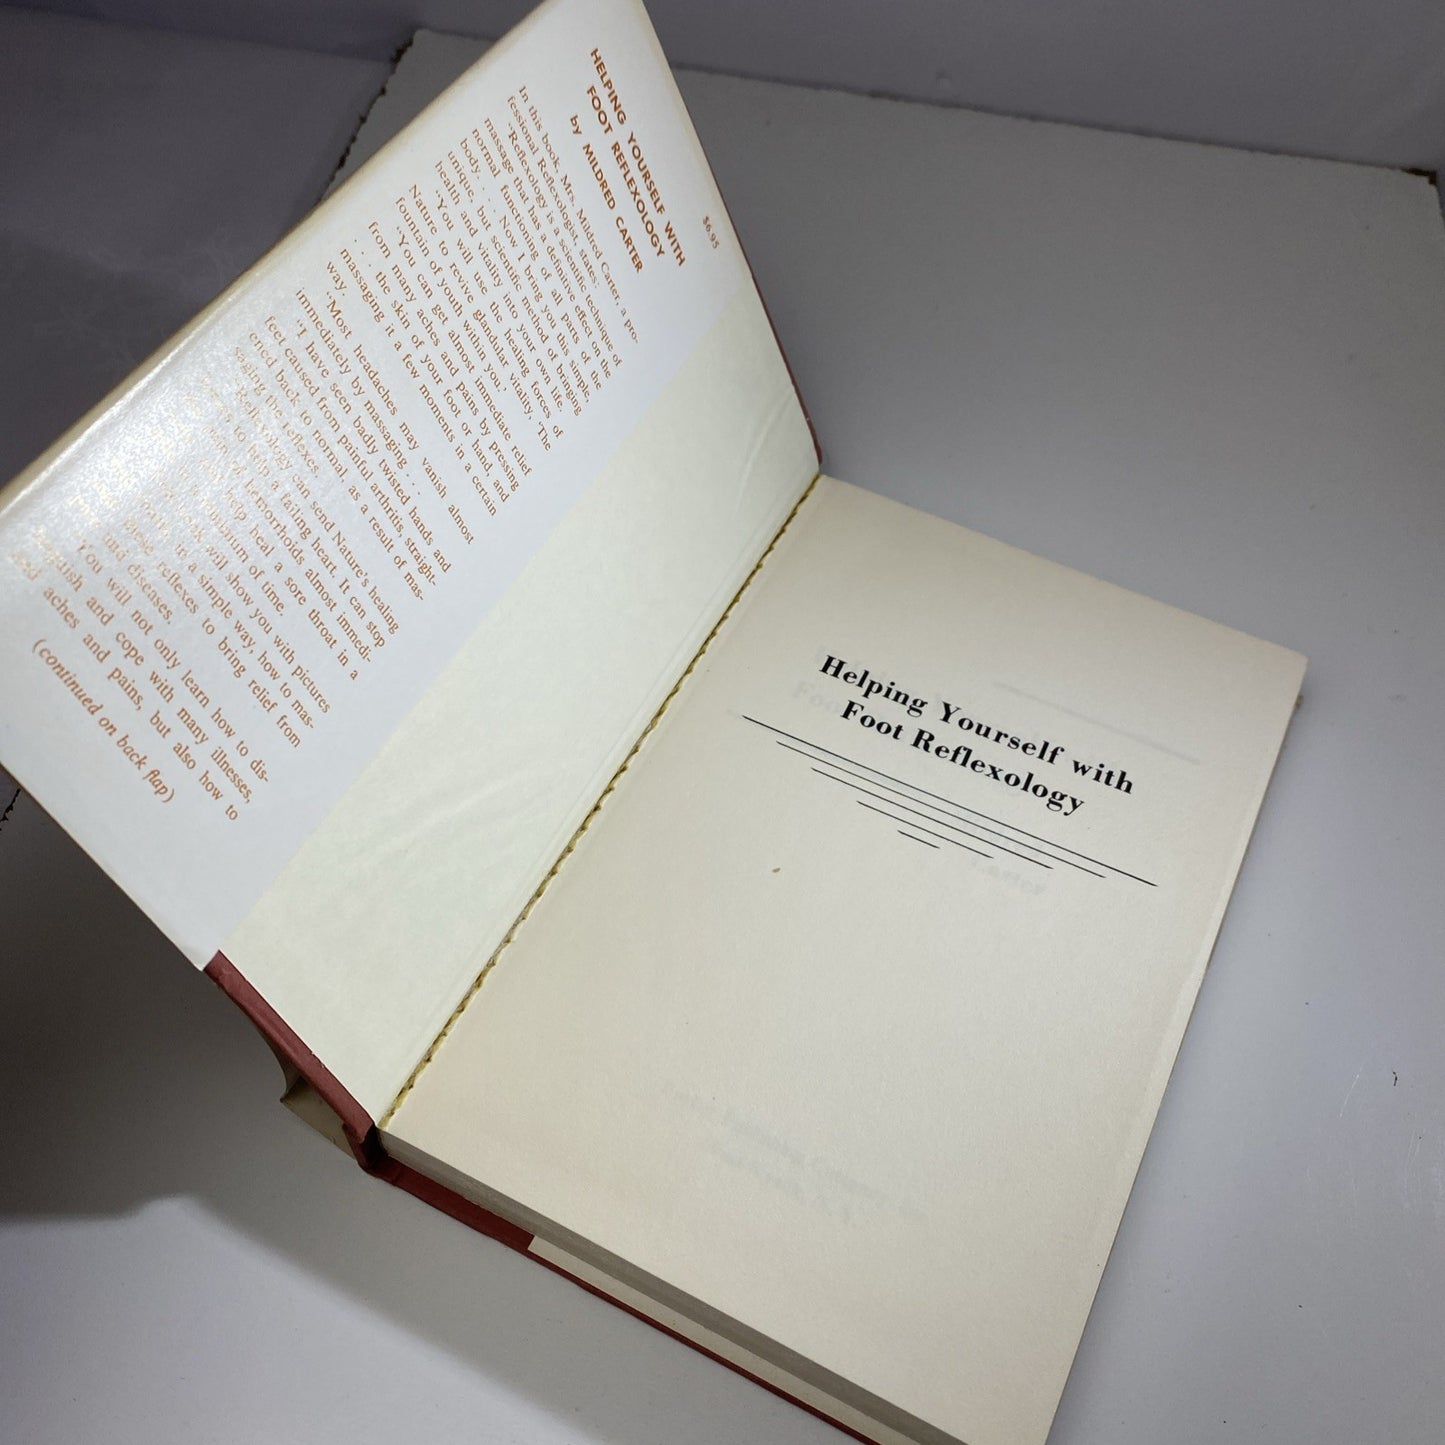 $6.95
HELPING YOURSELF WITH
FOOT REFLEXOLOGY
by MILDRED CARTER
In this book, Mrs. Mildred Carter, a pro-
fessional Reflexologist, states:
"Reflexology is a scientific technique of
massage that has a definitive effect on the
normal functioning of all parts of the
body. . . . Now I bring you this simple,
unique, but scientific method of bringing
health and vitality into your own life.
"You will use the healing forces of
Nature to revive glandular vitality, 'The
fountain of youth within you.'
"You can get almost immediate relief
from many aches and pains by pressing
. . . the skin of your foot or hand, and
massaging it a few moments in a certain
way.
"Most headaches may vanish almost
immediately by massaging . . .
"I have seen badly twisted hands and
feet caused from painful arthritis, straight-
ened back to normal, as a result of mas-
saging the reflexes.
"Reflexology can send Nature's healing
to help a failing heart. It can stop
hemorrhoids almost immedi-
help heal a sore throat in a
minimum of time.
book will show you with pictures
in a simple way, how to mas-
these reflexes to bring relief from
and diseases.
You will not only learn how to dis-
tinguish and cope with many illnesses,
aches and pains, but also how to
(continued on back flap)
Helping Yourself with
Foot Reflexology